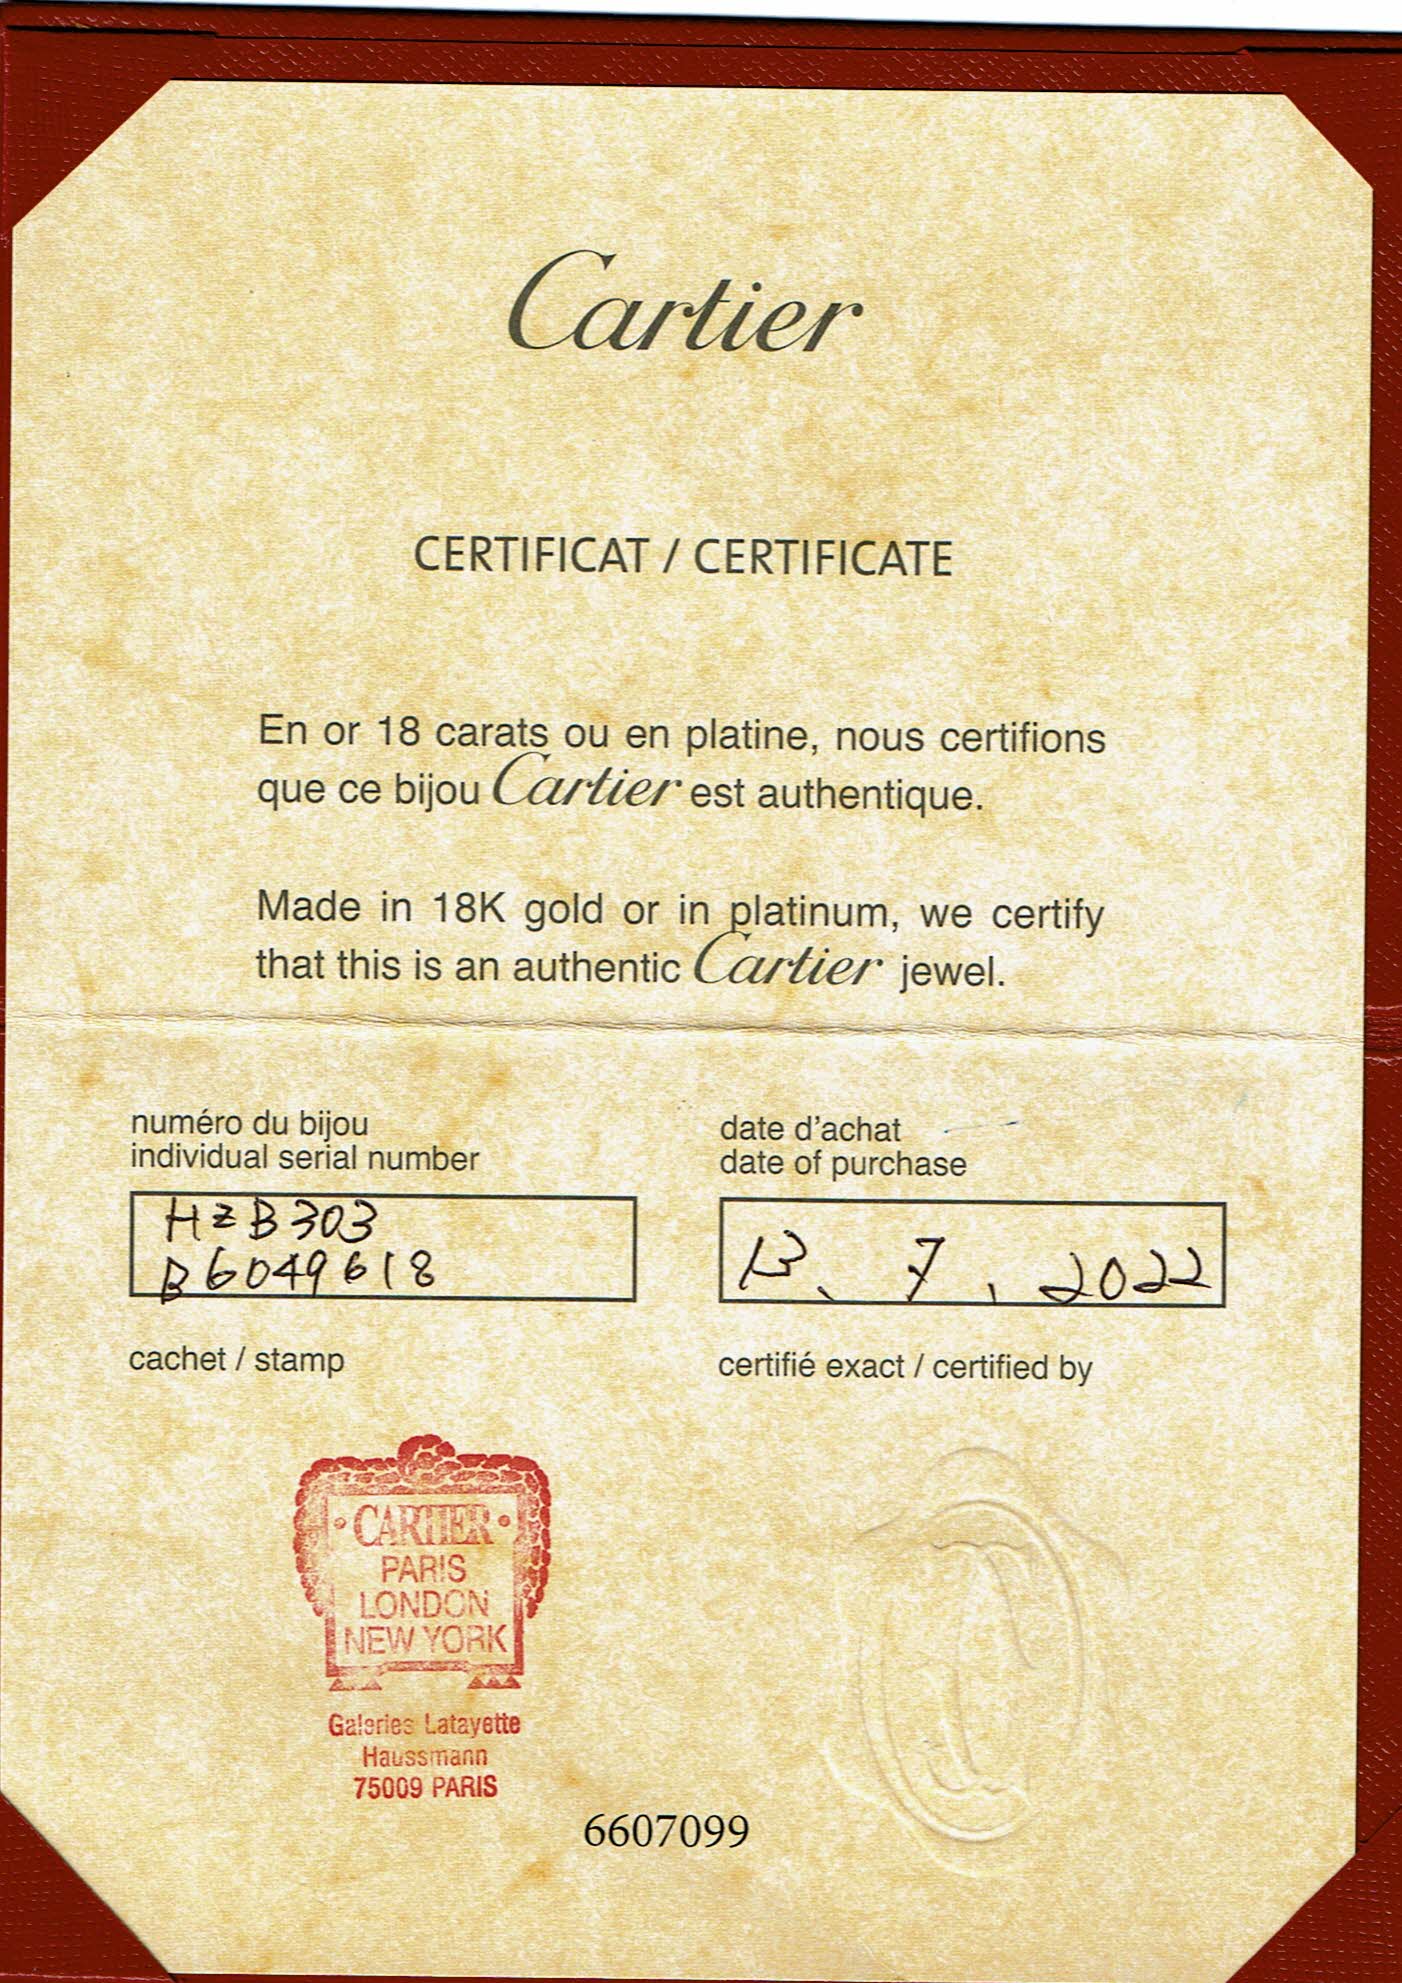 Cartier
CERTIFICAT / CERTIFICATE
En or 18 carats ou en platine, nous certifions
que ce bijou Cartier est authentique.
Made in 18K gold or in platinum, we certify
that this is an authentic Cartier jewel.
numéro du bijou
individual serial number
HZB303
B6049618
date d'achat
date of purchase
13. 7. 2022
cachet / stamp
certifié exact / certified by
CARTIER
PARIS
LONDON
NEW YORK
Galeries Lafayette
Haussmann
75009 PARIS
6607099